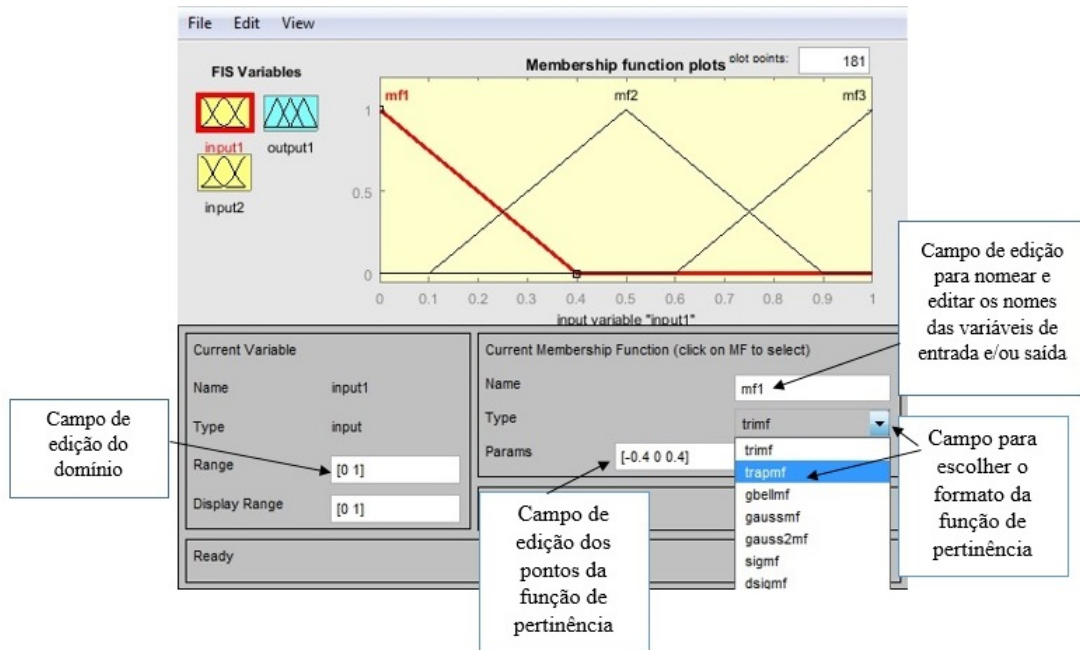 File Edit View
FIS Variables
input1
output1
input2
Membership function plots
plot points:
181
mf1
mf2
mf3
1
0.5
0
0 0.1 0.2 0.3 0.4 0.5 0.6 0.7 0.8 0.9 1
input variable "input1"
Current Variable
Name input1
Type input
Range [0 1]
Display Range [0 1]
Ready
Current Membership Function (click on MF to select)
Name mf1
Type trimf
Params [-0.4 0 0.4]
trimf
trapmf
gbellmf
gaussmf
gauss2mf
sigmf
dsigmf
Campo de
edição do
domínio
Campo de
edição dos
pontos da
função de
pertinência
Campo de edição
para nomear e
editar os nomes
das variáveis de
entrada e/ou saída
Campo para
escolher o
formato da
função de
pertinência